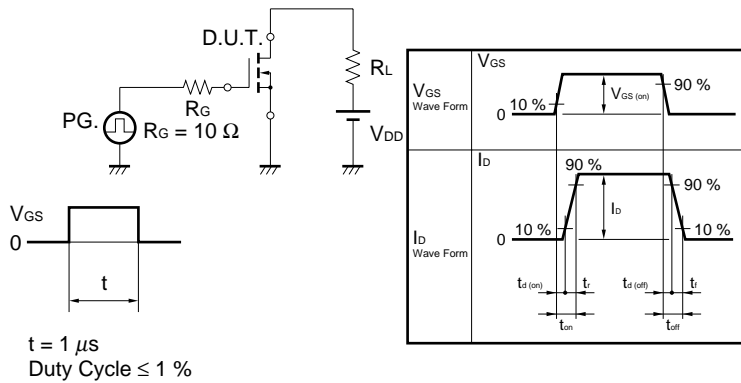 D.U.T.
RL
RG
PG.
RG = 10 Ω
VDD
VGS
0
t
t = 1 μs
Duty Cycle ≤ 1 %
VGS
Wave Form
VGS
10 %
0
VGS (on)
90 %
ID
Wave Form
ID
90 %
90 %
ID
10 %
10 %
0
td (on)
tr
td (off)
tf
ton
toff